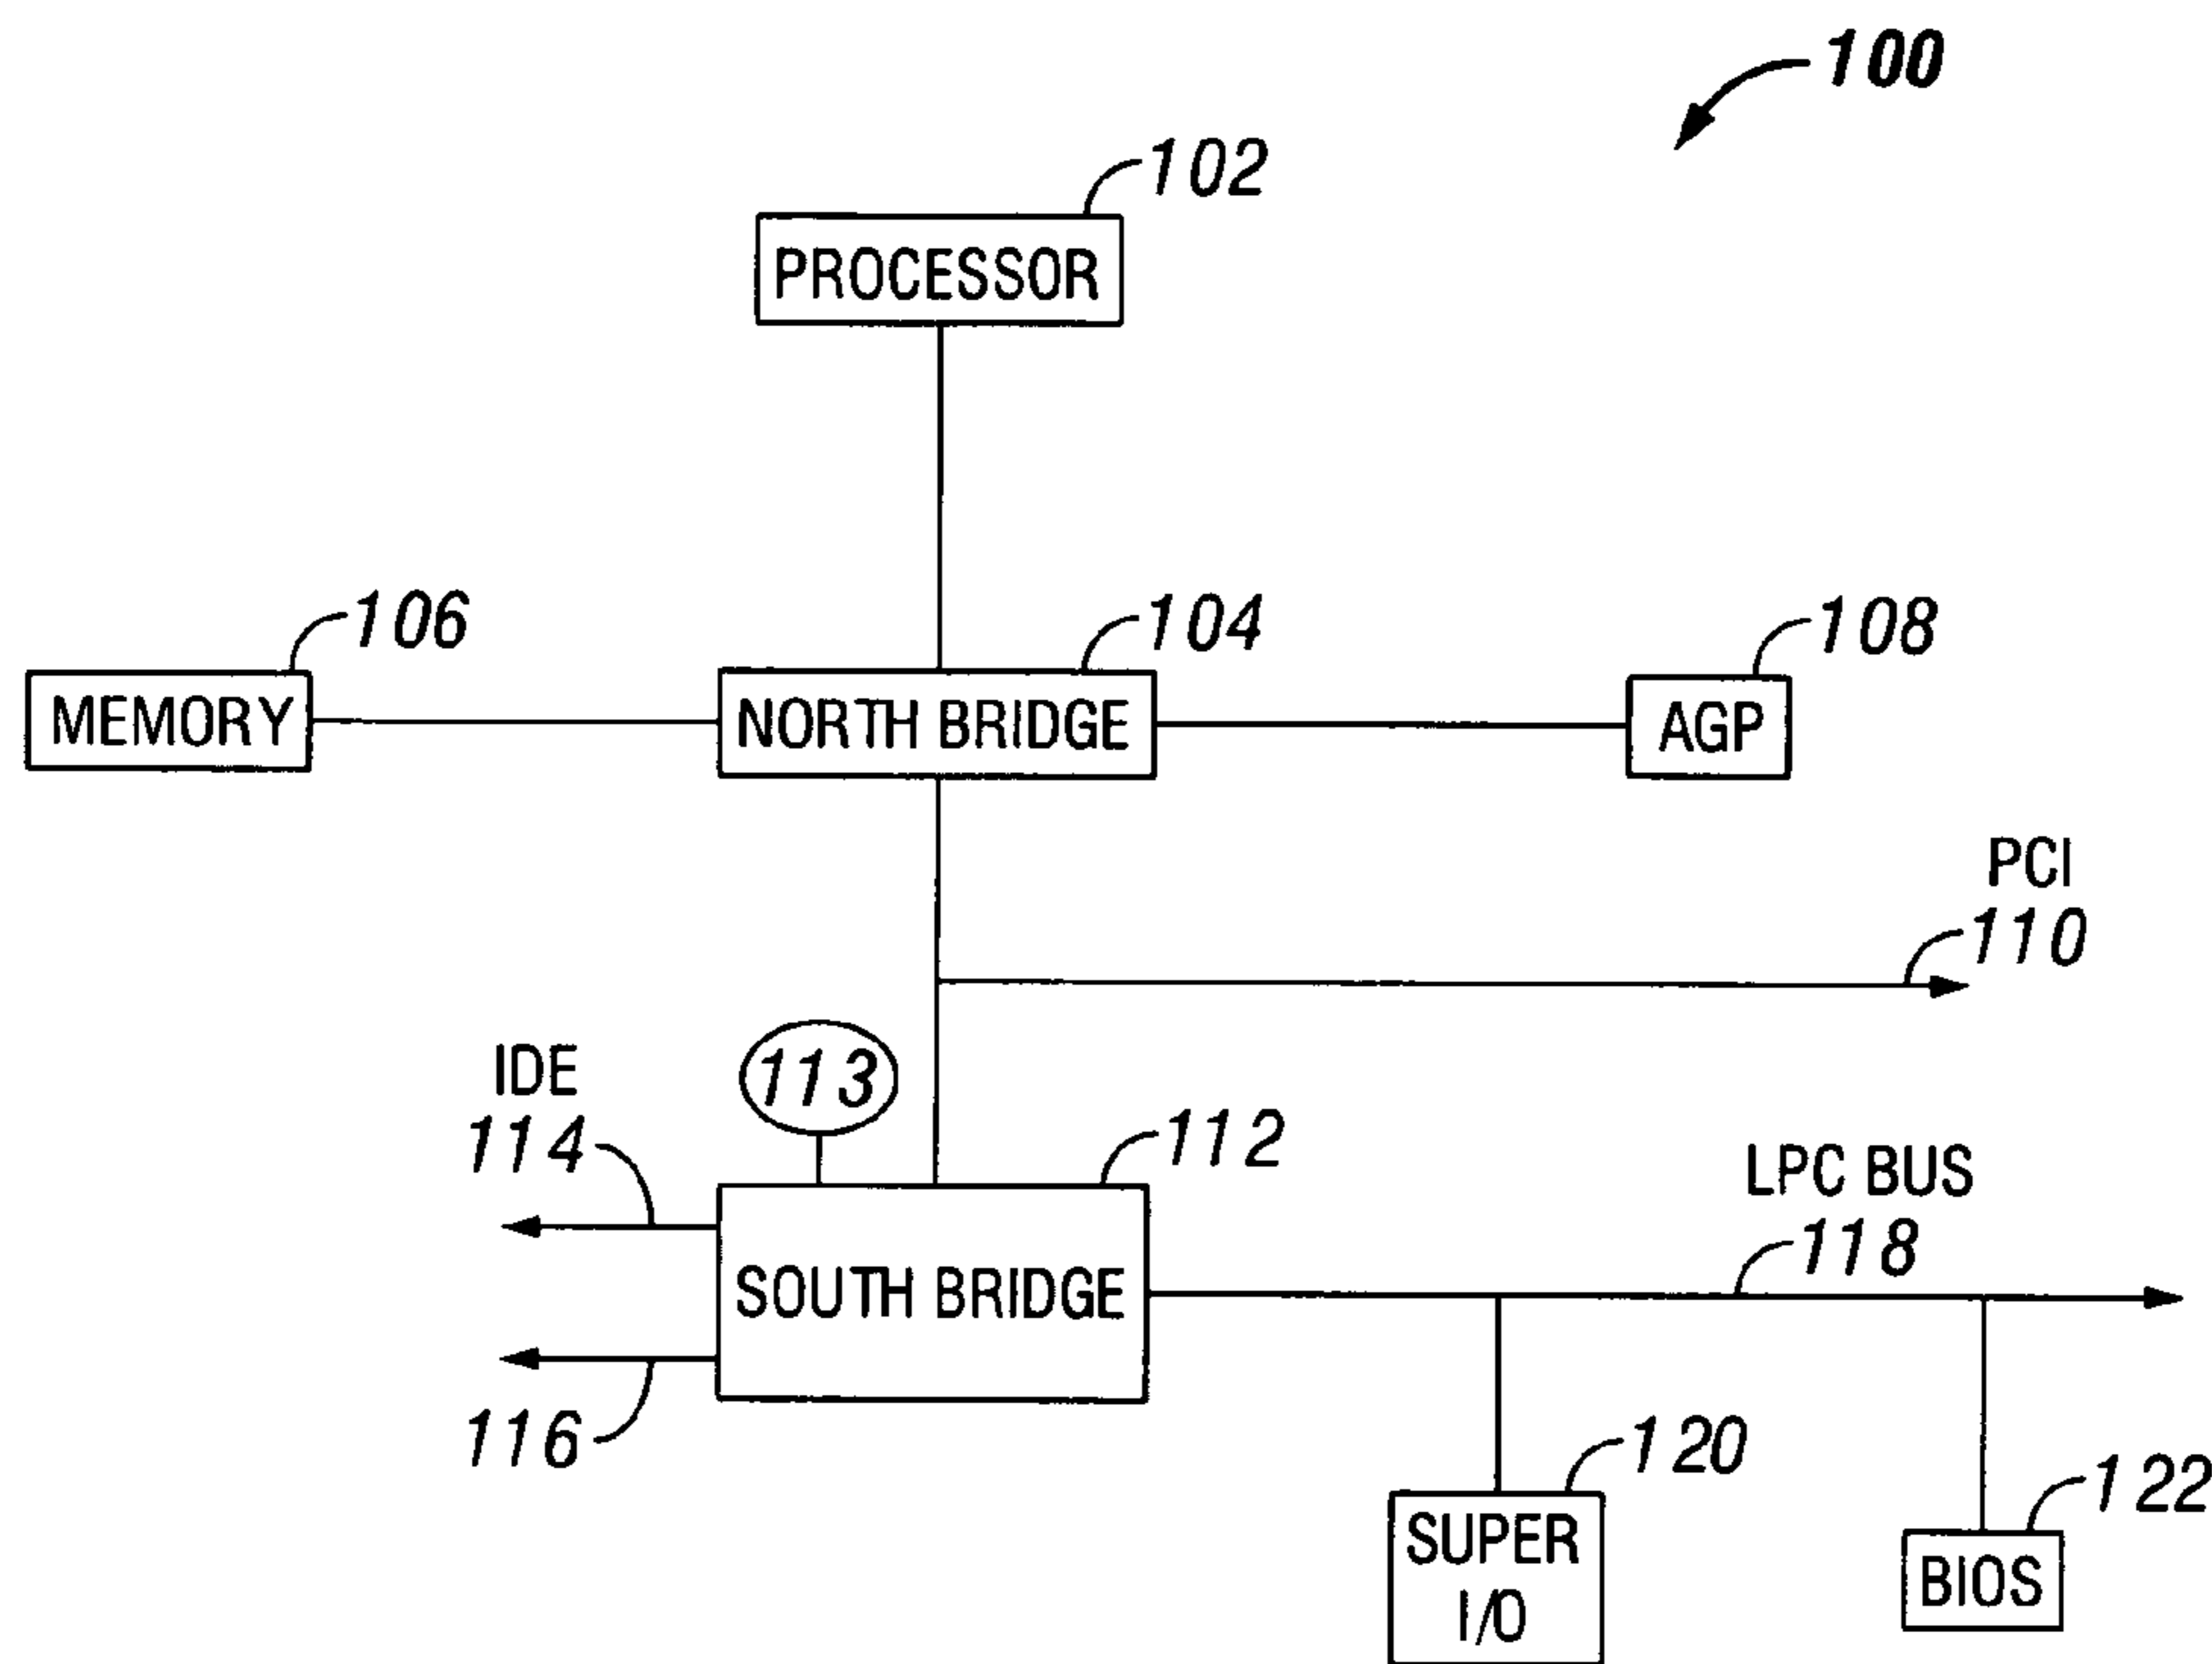 100
102
PROCESSOR
106
104
108
MEMORY
NORTH BRIDGE
AGP
PCI
110
IDE
113
114
112
LPC BUS
118
SOUTH BRIDGE
116
120
122
SUPER
I/O
BIOS